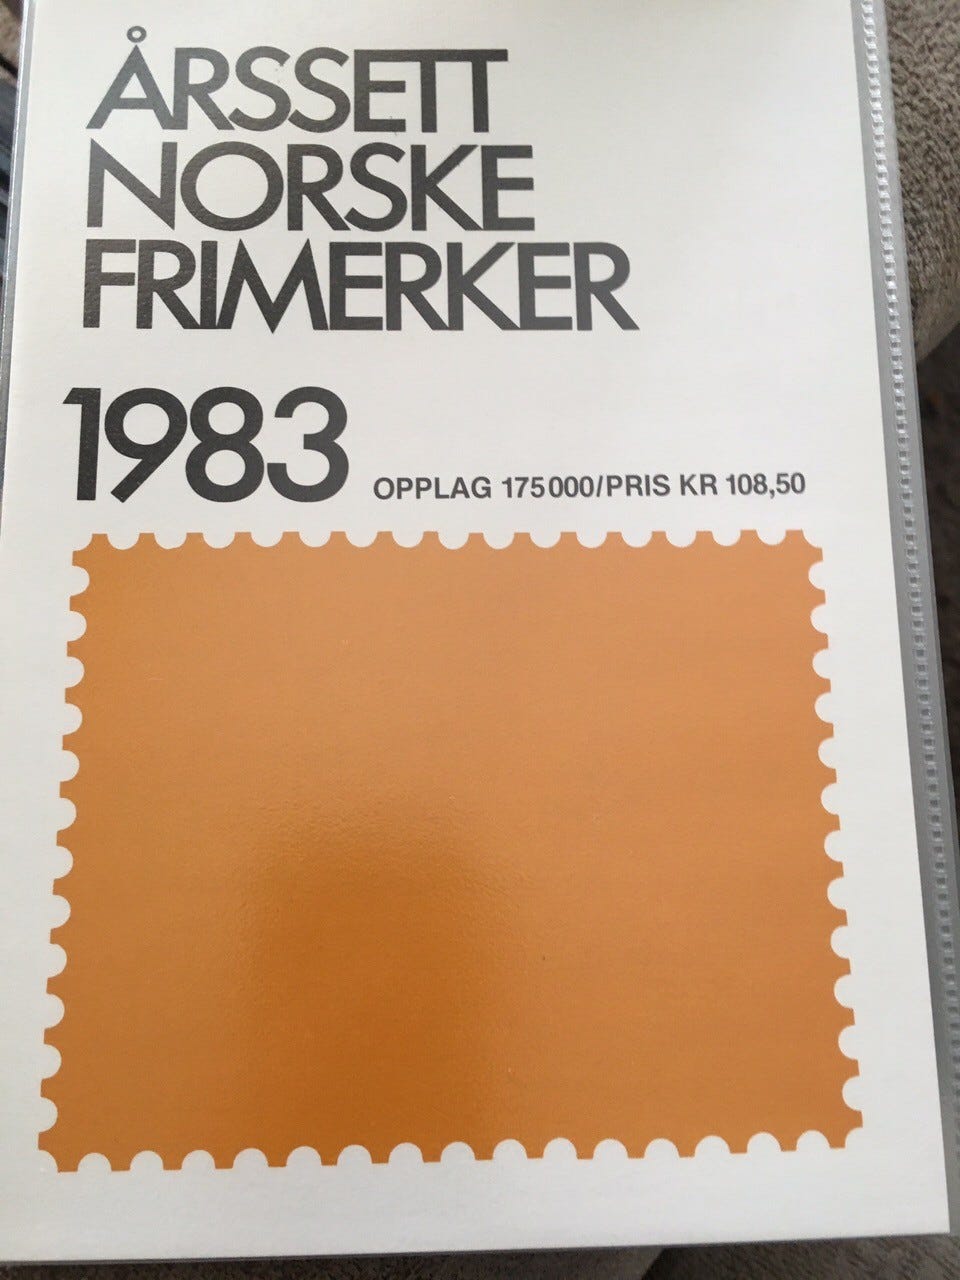 ÅRSSETT
NORSKE
FRIMERKER
1983 OPPLAG 175000/PRIS KR 108,50